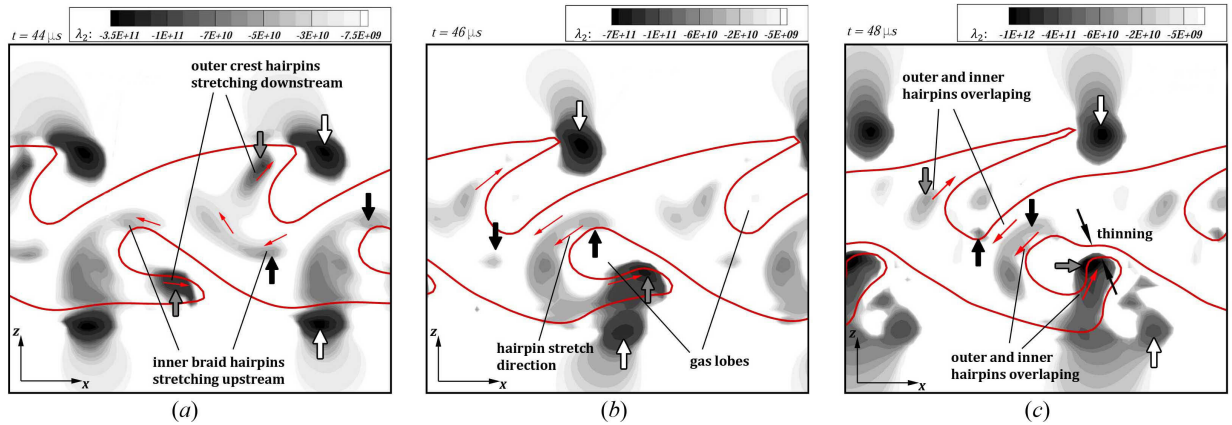 t = 44 μs
λ2: -3.5E+11 -1E+11 -7E+10 -5E+10 -3E+10 -7.5E+09
outer crest hairpins
stretching downstream
inner braid hairpins
stretching upstream
z
x
(a)
t = 46 μs
λ2: -7E+11 -1E+11 -6E+10 -2E+10 -5E+09
hairpin stretch
direction
gas lobes
z
x
(b)
t = 48 μs
λ2: -1E+12 -4E+11 -6E+10 -2E+10 -5E+09
outer and inner
hairpins overlaping
thinning
outer and inner
hairpins overlaping
z
x
(c)